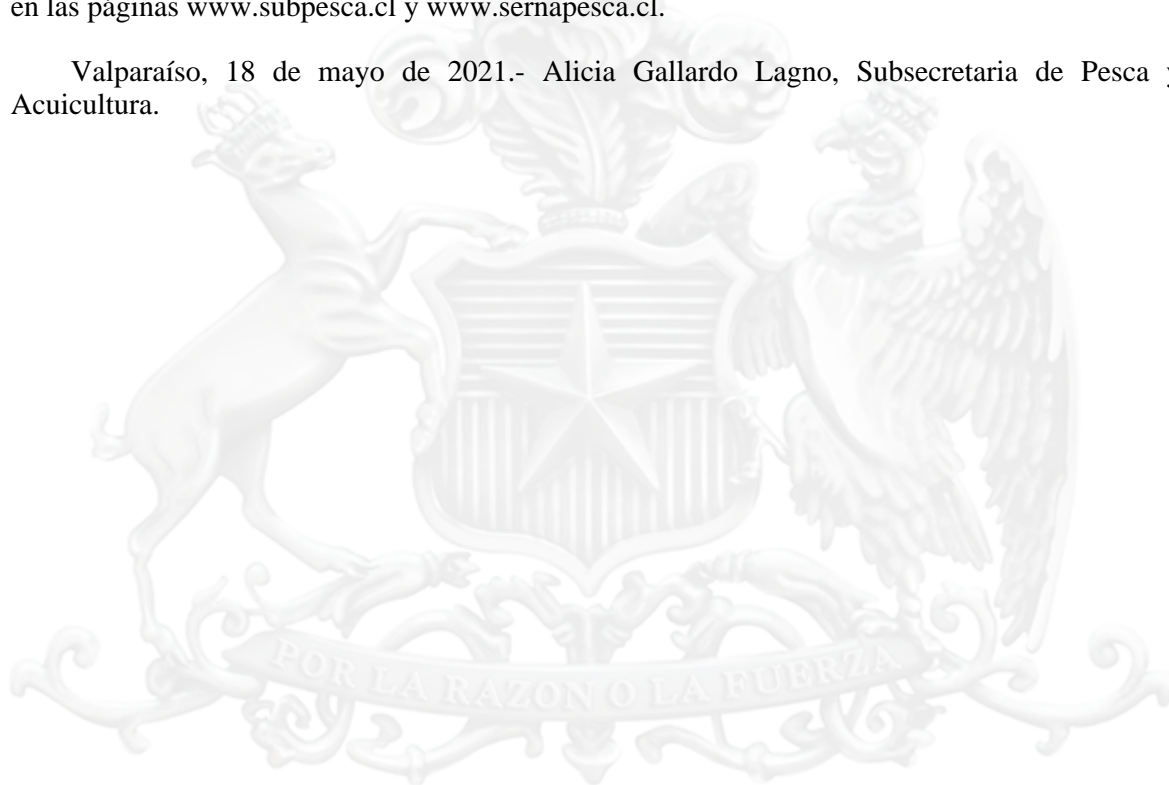 en las páginas www.subpesca.cl y www.sernapesca.cl.
Valparaíso, 18 de mayo de 2021.- Alicia Gallardo Lagno, Subsecretaria de Pesca y
Acuicultura.
POR LA RAZON O LA FUERZA